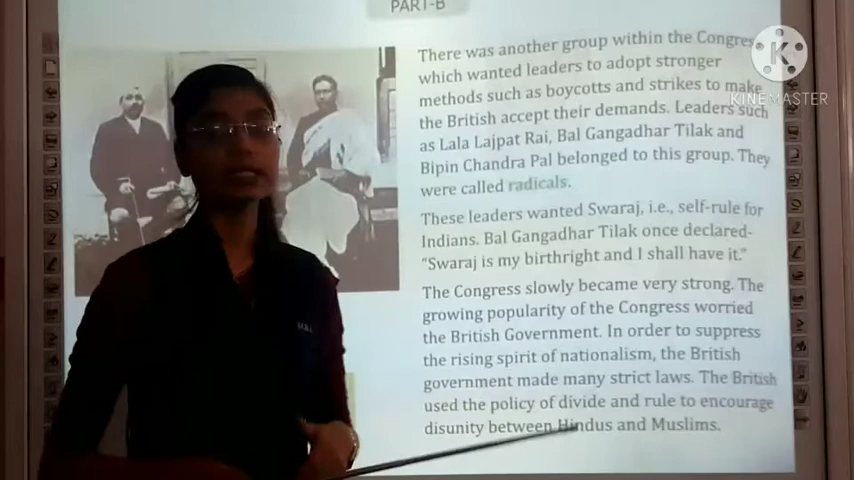 PART-B
There was another group within the Congress
which wanted leaders to adopt stronger
methods such as boycotts and strikes to make
the British accept their demands. Leaders such
as Lala Lajpat Rai, Bal Gangadhar Tilak and
Bipin Chandra Pal belonged to this group. They
were called radicals.
These leaders wanted Swaraj, i.e., self-rule for
Indians. Bal Gangadhar Tilak once declared-
"Swaraj is my birthright and I shall have it."
The Congress slowly became very strong. The
growing popularity of the Congress worried
the British Government. In order to suppress
the rising spirit of nationalism, the British
government made many strict laws. The British
used the policy of divide and rule to encourage
disunity between Hindus and Muslims.
KINEMASTER